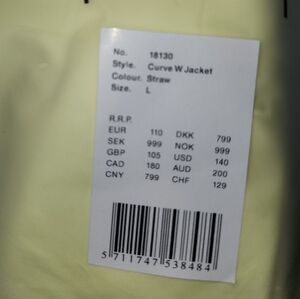 No. 18130
Style. Curve W Jacket
Colour. Straw
Size. L
R.R.P.
EUR 110 DKK 799
SEK 999 NOK 999
GBP 105 USD 140
CAD 180 AUD 200
CNY 799 CHF 129
5 711747 538484